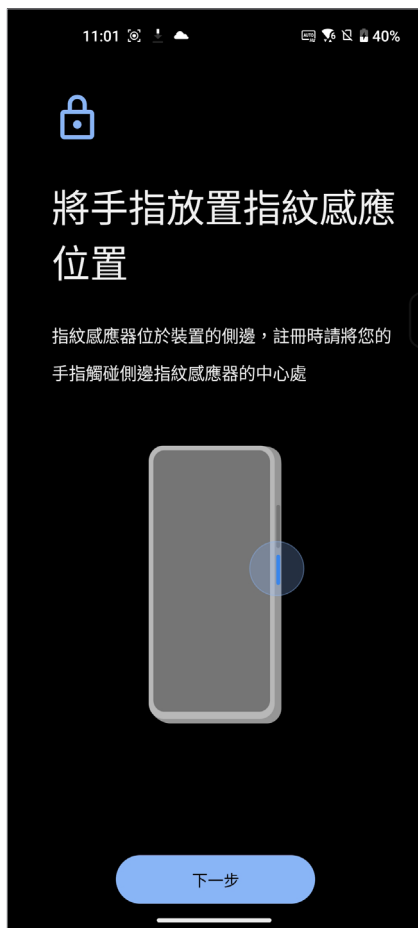 11:01 40%
將手指放置指紋感應
位置
指紋感應器位於裝置的側邊，註冊時請將您的
手指觸碰側邊指紋感應器的中心處
下一步